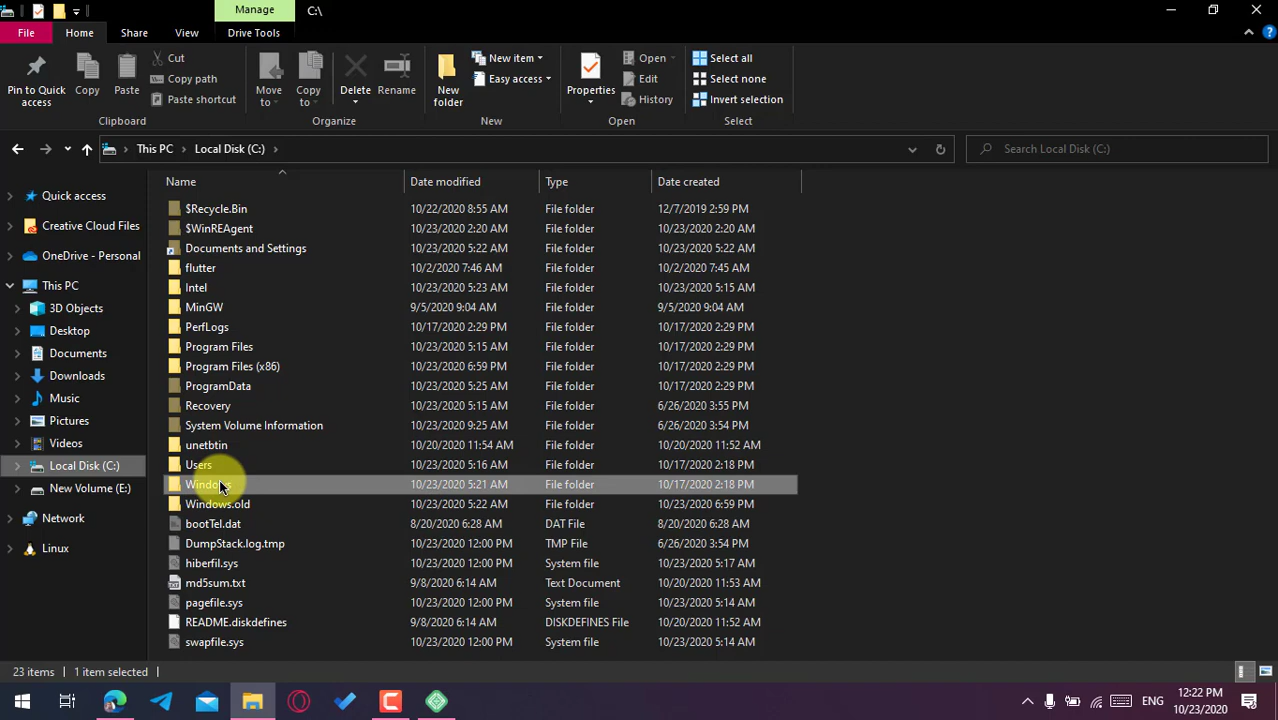 Manage
C:\
File
Home
Share
View
Drive Tools
Pin to Quick access
Copy
Paste
Cut
Copy path
Paste shortcut
Clipboard
Move to
Copy to
Delete
Rename
Organize
New folder
New item
Easy access
New
Properties
Open
Edit
History
Open
Select all
Select none
Invert selection
Select
This PC > Local Disk (C:) >
Search Local Disk (C:)
Quick access
Creative Cloud Files
OneDrive - Personal
This PC
3D Objects
Desktop
Documents
Downloads
Music
Pictures
Videos
Local Disk (C:)
New Volume (E:)
Network
Linux
Name Date modified Type Date created
$Recycle.Bin 10/22/2020 8:55 AM File folder 12/7/2019 2:59 PM
$WinREAgent 10/23/2020 2:20 AM File folder 10/23/2020 2:20 AM
Documents and Settings 10/23/2020 5:22 AM File folder 10/23/2020 5:22 AM
flutter 10/2/2020 7:46 AM File folder 10/2/2020 7:45 AM
Intel 10/23/2020 5:23 AM File folder 10/23/2020 5:15 AM
MinGW 9/5/2020 9:04 AM File folder 9/5/2020 9:04 AM
PerfLogs 10/17/2020 2:29 PM File folder 10/17/2020 2:29 PM
Program Files 10/23/2020 5:15 AM File folder 10/17/2020 2:29 PM
Program Files (x86) 10/23/2020 6:59 PM File folder 10/17/2020 2:29 PM
ProgramData 10/23/2020 5:25 AM File folder 10/17/2020 2:29 PM
Recovery 10/23/2020 5:15 AM File folder 6/26/2020 3:55 PM
System Volume Information 10/23/2020 9:25 AM File folder 6/26/2020 3:54 PM
unetbtin 10/20/2020 11:54 AM File folder 10/20/2020 11:52 AM
Users 10/23/2020 5:16 AM File folder 10/17/2020 2:18 PM
Windows 10/23/2020 5:21 AM File folder 10/17/2020 2:18 PM
Windows.old 10/23/2020 5:22 AM File folder 10/23/2020 6:59 PM
bootTel.dat 8/20/2020 6:28 AM DAT File 8/20/2020 6:28 AM
DumpStack.log.tmp 10/23/2020 12:00 PM TMP File 6/26/2020 3:54 PM
hiberfil.sys 10/23/2020 12:00 PM System file 10/23/2020 5:17 AM
md5sum.txt 9/8/2020 6:14 AM Text Document 10/20/2020 11:53 AM
pagefile.sys 10/23/2020 12:00 PM System file 10/23/2020 5:14 AM
README.diskdefines 9/8/2020 6:14 AM DISKDEFINES File 10/20/2020 11:52 AM
swapfile.sys 10/23/2020 12:00 PM System file 10/23/2020 5:14 AM
23 items 1 item selected
ENG
12:22 PM
10/23/2020